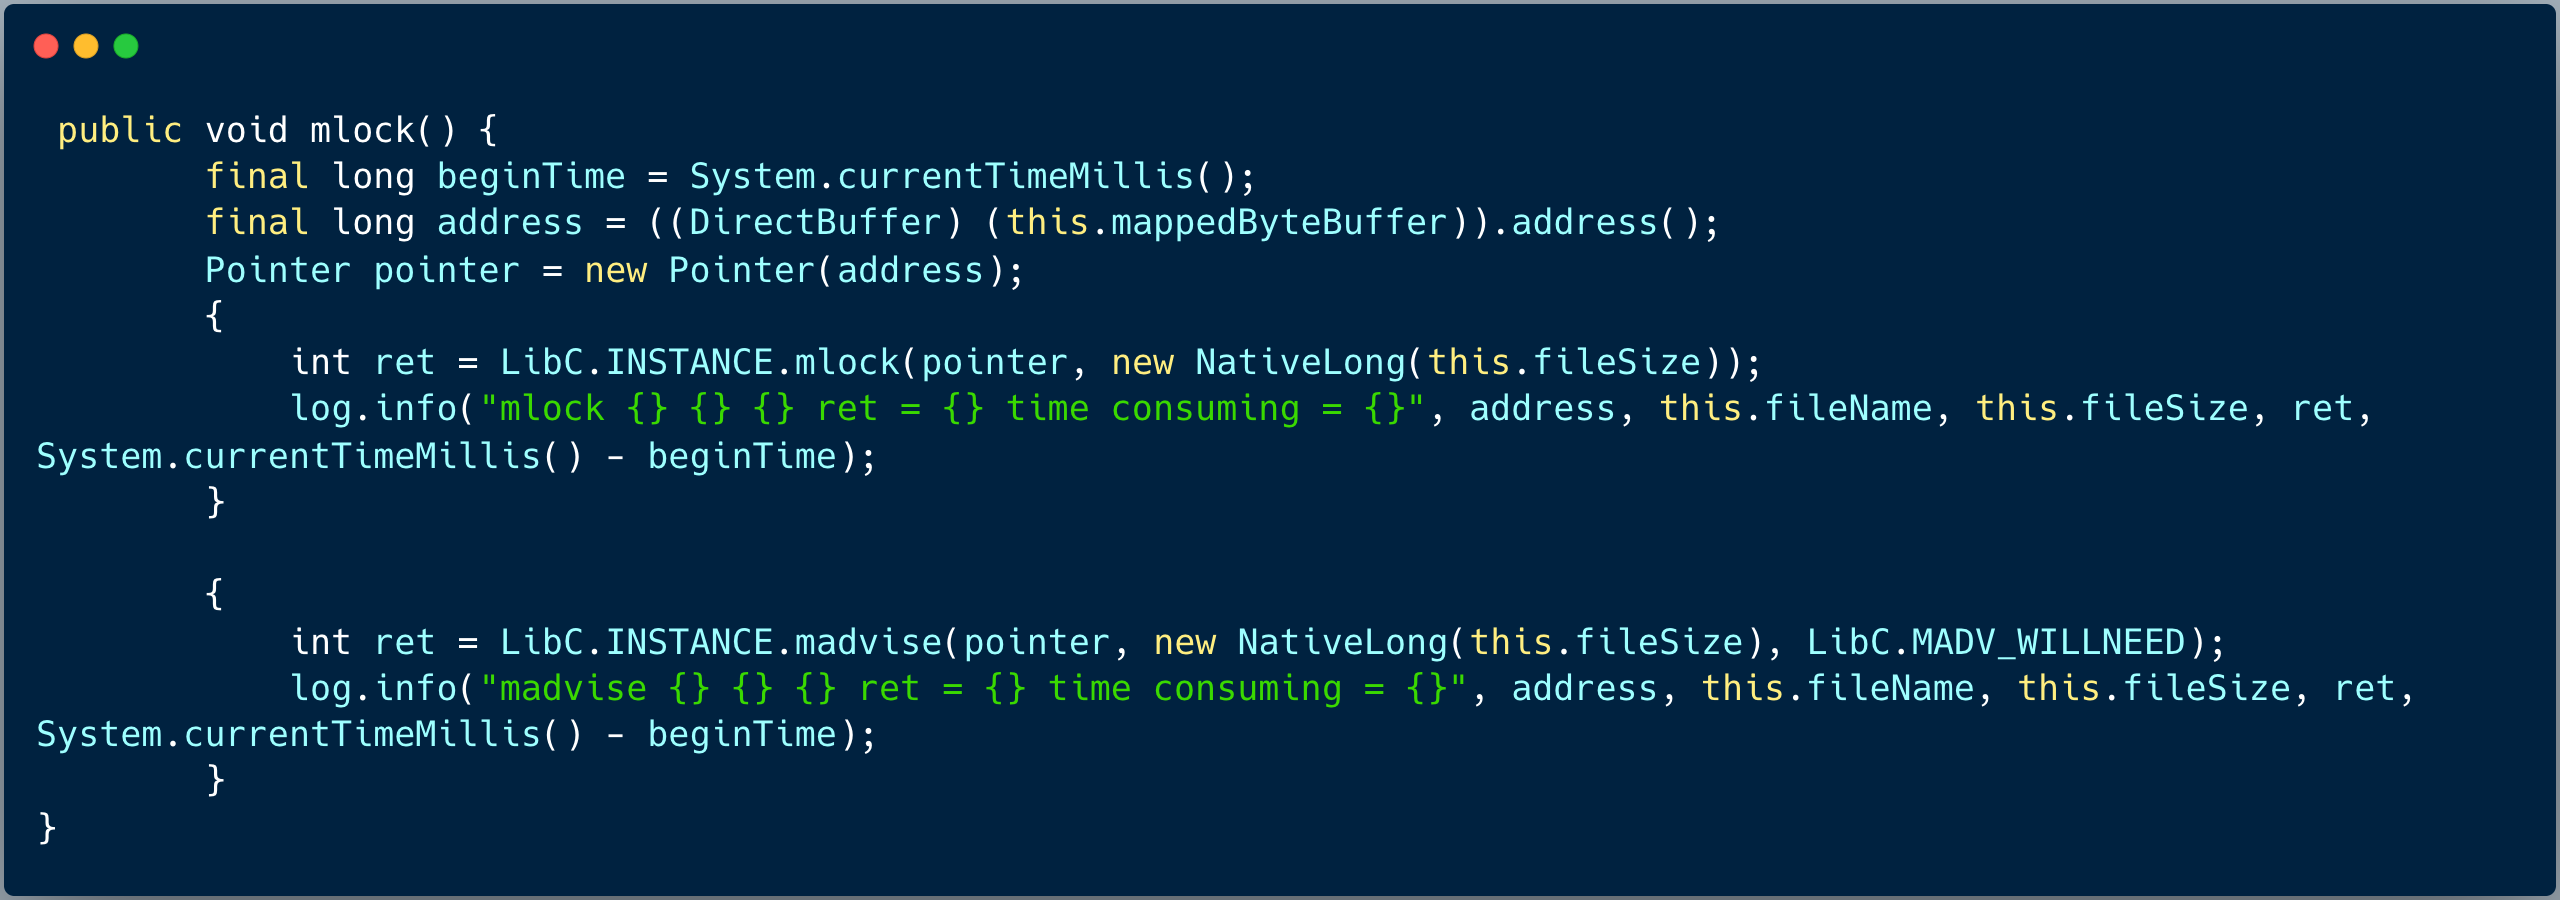 public void mlock() {
final long beginTime = System.currentTimeMillis();
final long address = ((DirectBuffer) (this.mappedByteBuffer)).address();
Pointer pointer = new Pointer(address);
{
int ret = LibC.INSTANCE.mlock(pointer, new NativeLong(this.fileSize));
log.info("mlock {} {} {} ret = {} time consuming = {}", address, this.fileName, this.fileSize, ret,
System.currentTimeMillis() - beginTime);
}
{
int ret = LibC.INSTANCE.madvise(pointer, new NativeLong(this.fileSize), LibC.MADV_WILLNEED);
log.info("madvise {} {} {} ret = {} time consuming = {}", address, this.fileName, this.fileSize, ret,
System.currentTimeMillis() - beginTime);
}
}